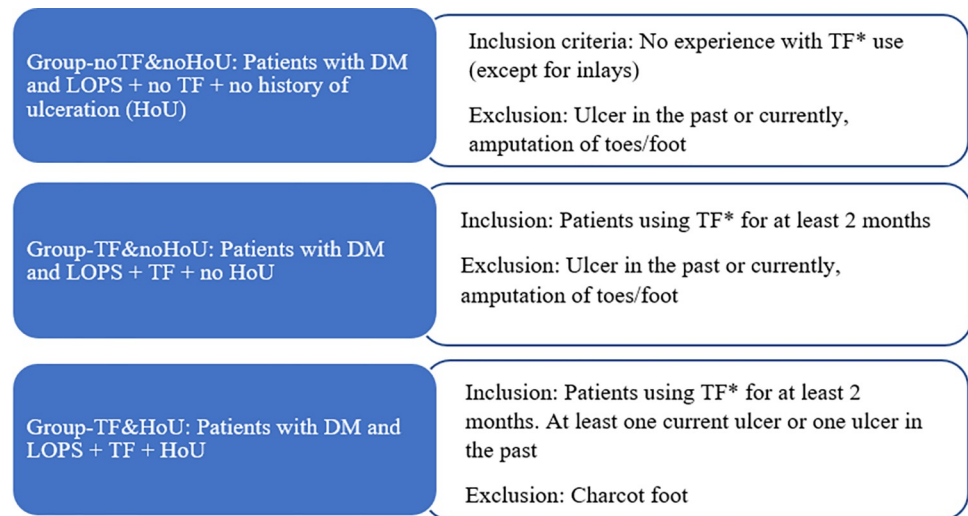 Group-noTF&noHoU: Patients with DM
and LOPS + no TF + no history of
ulceration (HoU)
Inclusion criteria: No experience with TF* use
(except for inlays)
Exclusion: Ulcer in the past or currently,
amputation of toes/foot
Group-TF&noHoU: Patients with DM
and LOPS + TF + no HoU
Inclusion: Patients using TF* for at least 2 months
Exclusion: Ulcer in the past or currently,
amputation of toes/foot
Group-TF&HoU: Patients with DM and
LOPS + TF + HoU
Inclusion: Patients using TF* for at least 2
months. At least one current ulcer or one ulcer in
the past
Exclusion: Charcot foot